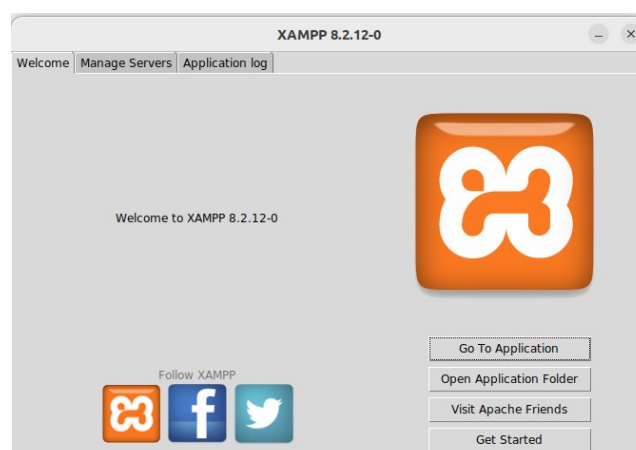 XAMPP 8.2.12-0
Welcome Manage Servers Application log
Welcome to XAMPP 8.2.12-0
Go To Application
Follow XAMPP
Open Application Folder
Visit Apache Friends
Get Started